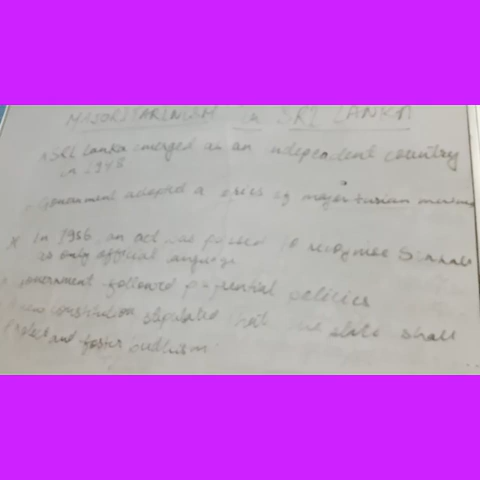 MAJORITARINISM in SRI LANKA
SRI Lanka emerged as an independent country
in 1948
Government adopted a series of majoritarian
* In 1956 an act was passed to recognise Sinhala
as only official language
Government followed preferential policies
new constitution stipulated that the state shall
Protect and foster buddhism